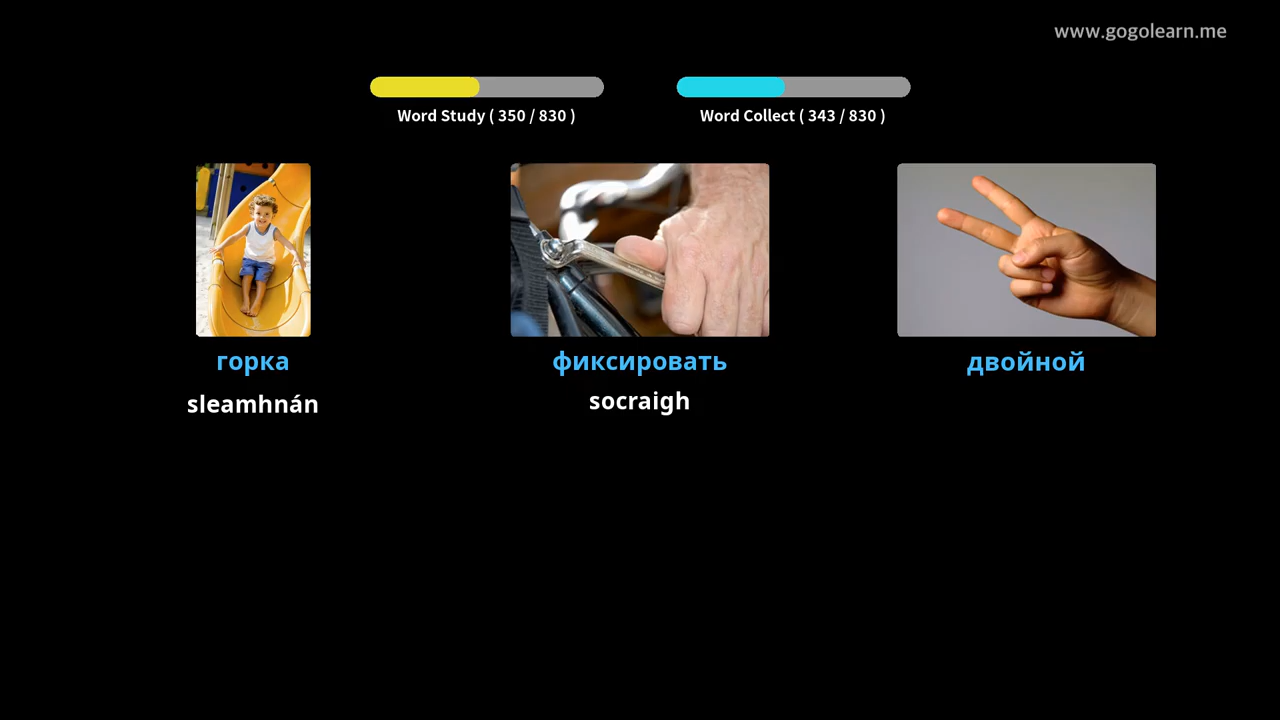 www.gogolearn.me
Word Study ( 350 / 830 )
Word Collect ( 343 / 830 )
горка
фиксировать
двойной
sleamhnán
socraigh